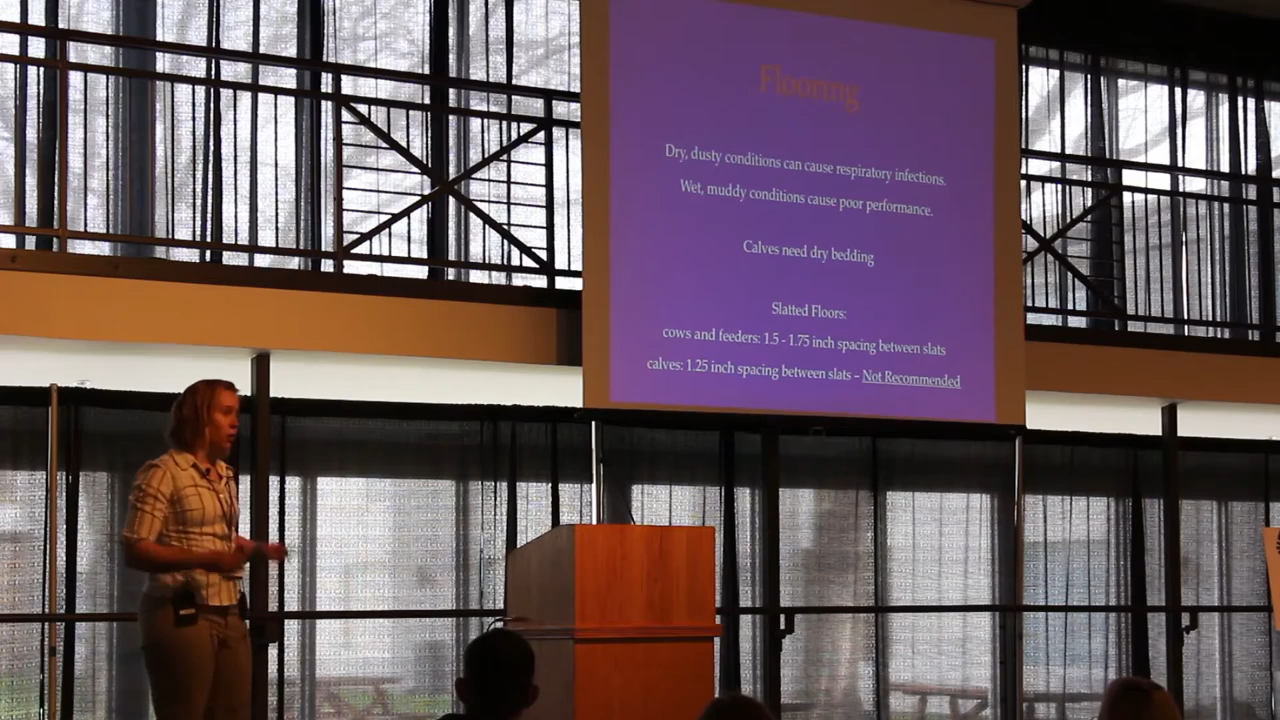 Flooring
Dry, dusty conditions can cause respiratory infections.
Wet, muddy conditions cause poor performance.
Calves need dry bedding
Slatted Floors:
cows and feeders: 1.5 - 1.75 inch spacing between slats
calves: 1.25 inch spacing between slats – Not Recommended